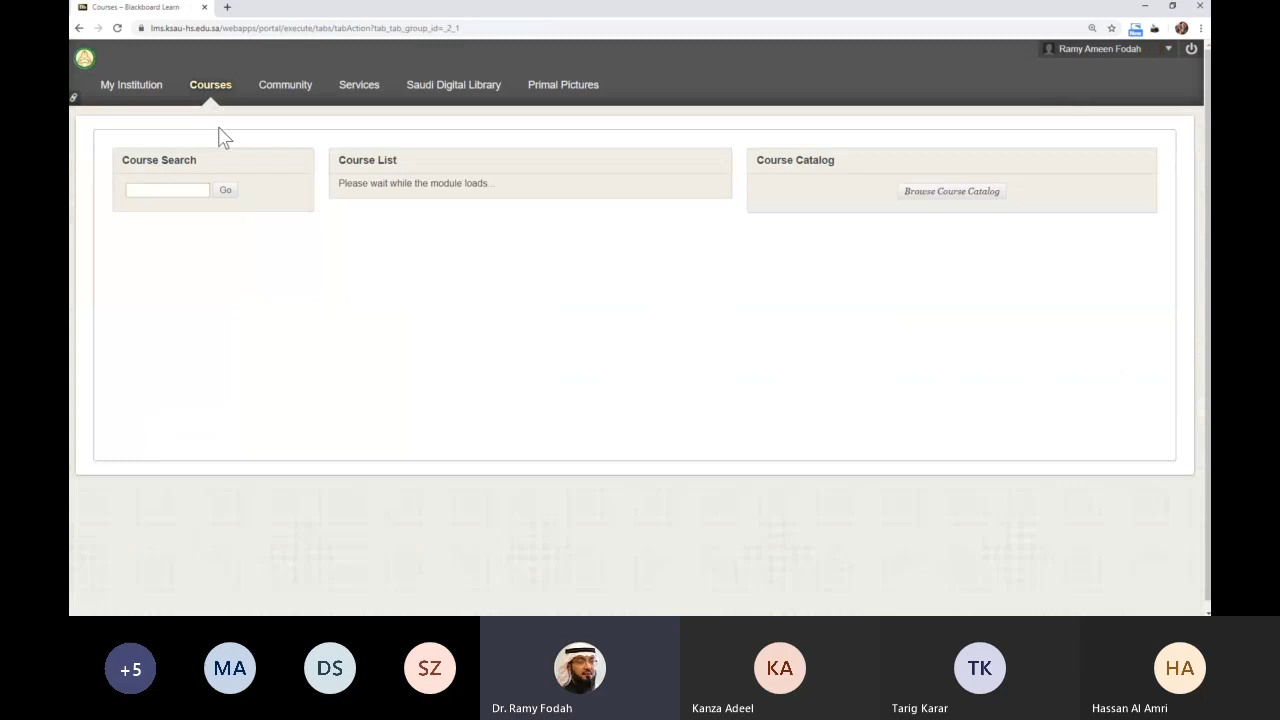 Courses – Blackboard Learn
lms.ksau-hs.edu.sa/webapps/portal/execute/tabs/tabAction?tab_tab_group_id=_2_1
New
Ramy Ameen Fodah
My Institution Courses Community Services Saudi Digital Library Primal Pictures
Course Search
Go
Course List
Please wait while the module loads...
Course Catalog
Browse Course Catalog
+5 MA DS SZ KA TK HA
Dr. Ramy Fodah Kanza Adeel Tarig Karar Hassan Al Amri